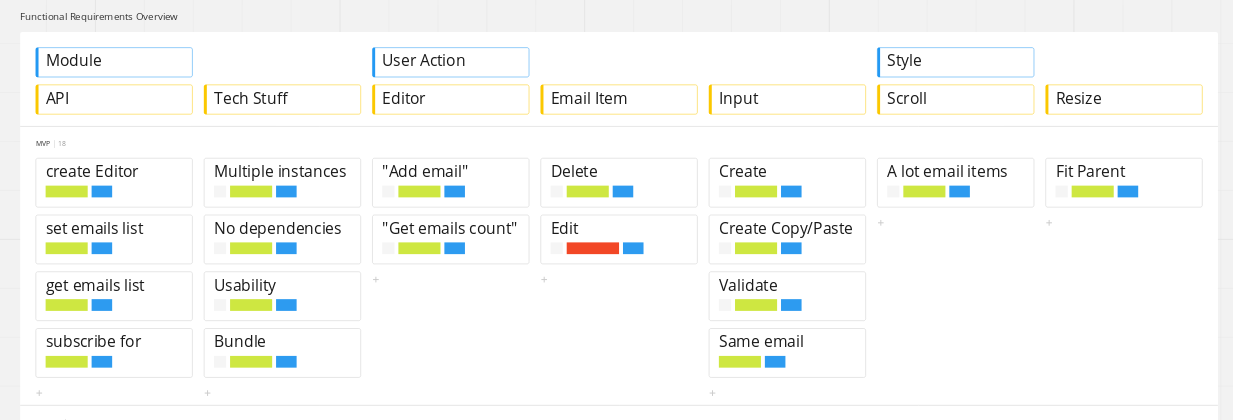 Functional Requirements Overview
Module
User Action
Style
API
Tech Stuff
Editor
Email Item
Input
Scroll
Resize
MVP | 18
create Editor
Multiple instances
"Add email"
Delete
Create
A lot email items
Fit Parent
set emails list
No dependencies
"Get emails count"
Edit
Create Copy/Paste
get emails list
Usability
Validate
subscribe for
Bundle
Same email